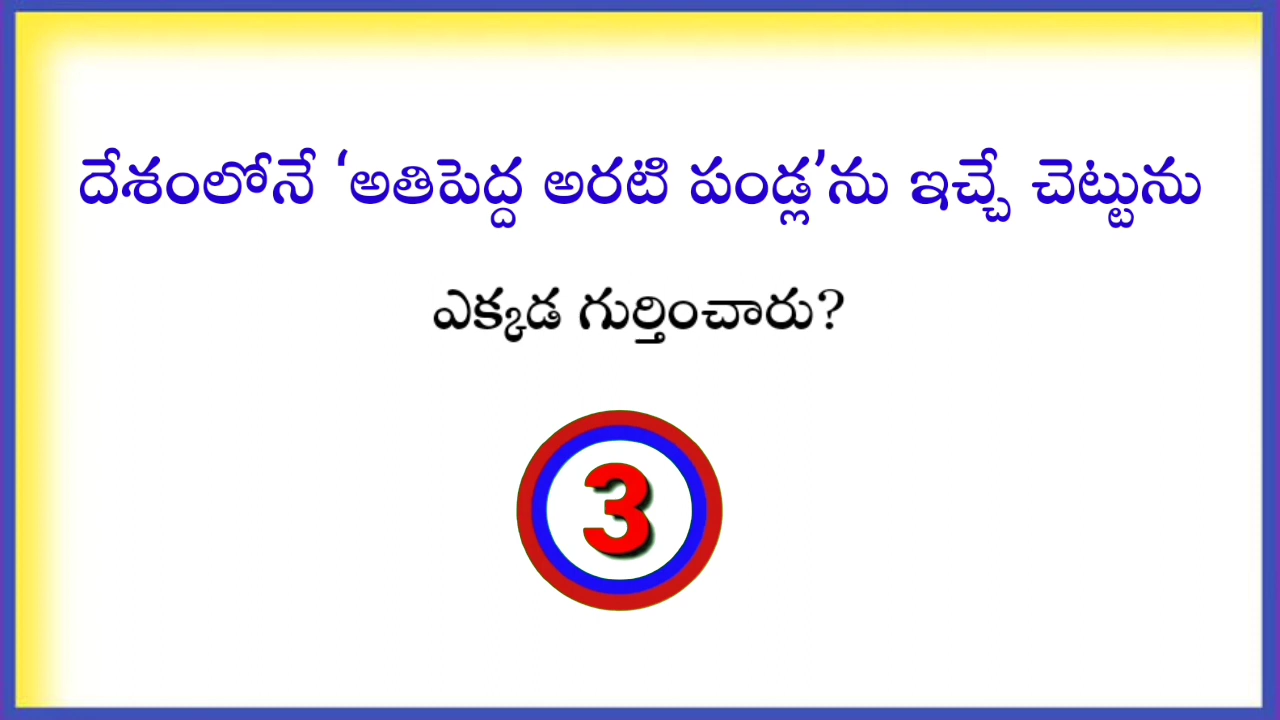 దేశంలోనే ‘అతిపెద్ద అరటి పండ్ల’ను ఇచ్చే చెట్టును
ఎక్కడ గుర్తించారు?
3